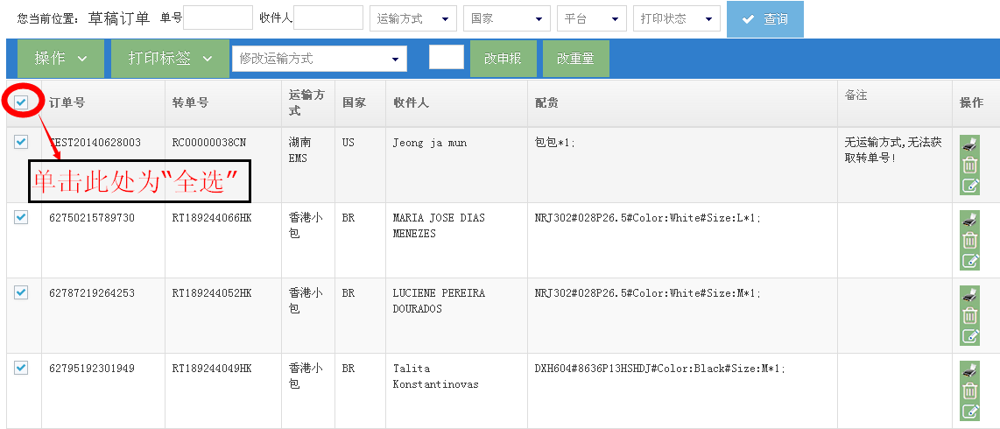 您当前位置: 草稿订单 单号 收件人 运输方式 国家 平台 打印状态 查询
操作 打印标签 修改运输方式 改申报 改重量
订单号 转单号 运输方式 国家 收件人 配货 备注 操作
TEST20140628003 RC00000038CN 湖南 US Jeong ja mun 包包*1; 无运输方式,无法获
EMS 取转单号!
单击此处为“全选”
62750215789730 RT189244066HK 香港小 BR MARIA JOSE DIAS NRJ302#028P26.5#Color:White#Size:L*1;
包 MENEZES
62787219264253 RT189244052HK 香港小 BR LUCIENE PEREIRA NRJ302#028P26.5#Color:White#Size:M*1;
包 DOURADOS
62795192301949 RT189244049HK 香港小 BR Talita DXH604#8636P13HSHDJ#Color:Black#Size:M*1;
包 Konstantinovas